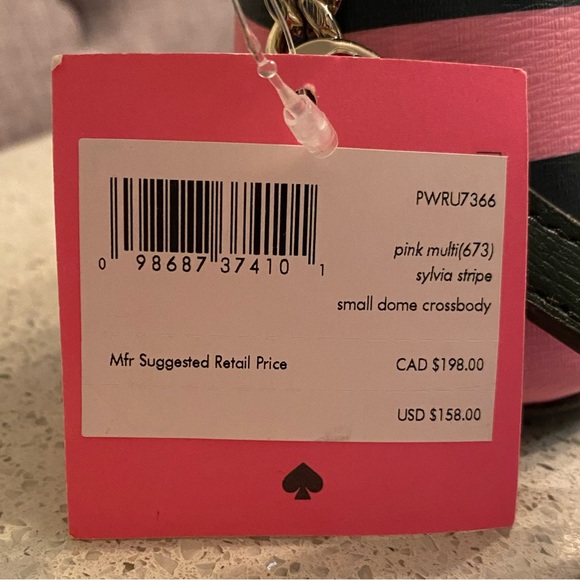 PWRU7366
0 98687 37410 1
pink multi(673)
sylvia stripe
small dome crossbody
Mfr Suggested Retail Price CAD $198.00
USD $158.00